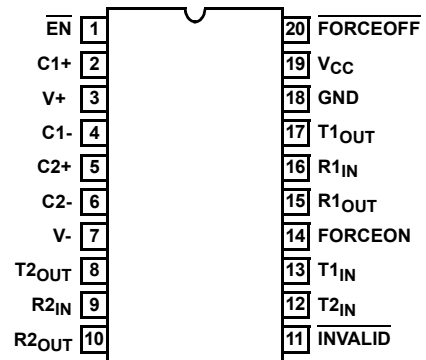 EN 1 20 FORCEOFF
C1+ 2 19 VCC
V+ 3 18 GND
C1- 4 17 T1OUT
C2+ 5 16 R1IN
C2- 6 15 R1OUT
V- 7 14 FORCEON
T2OUT 8 13 T1IN
R2IN 9 12 T2IN
R2OUT 10 11 INVALID